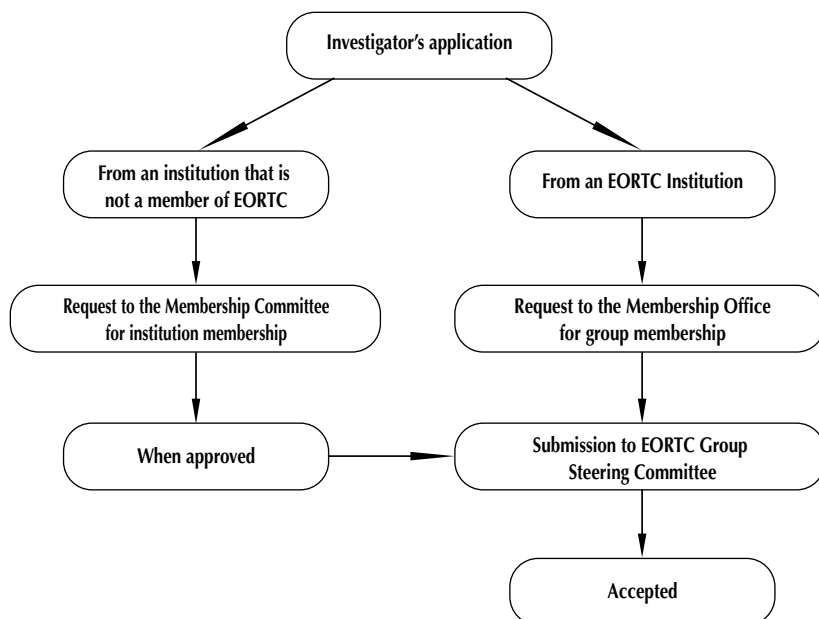 Investigator’s application
From an institution that is
not a member of EORTC
From an EORTC Institution
Request to the Membership Committee
for institution membership
Request to the Membership Office
for group membership
When approved
Submission to EORTC Group
Steering Committee
Accepted